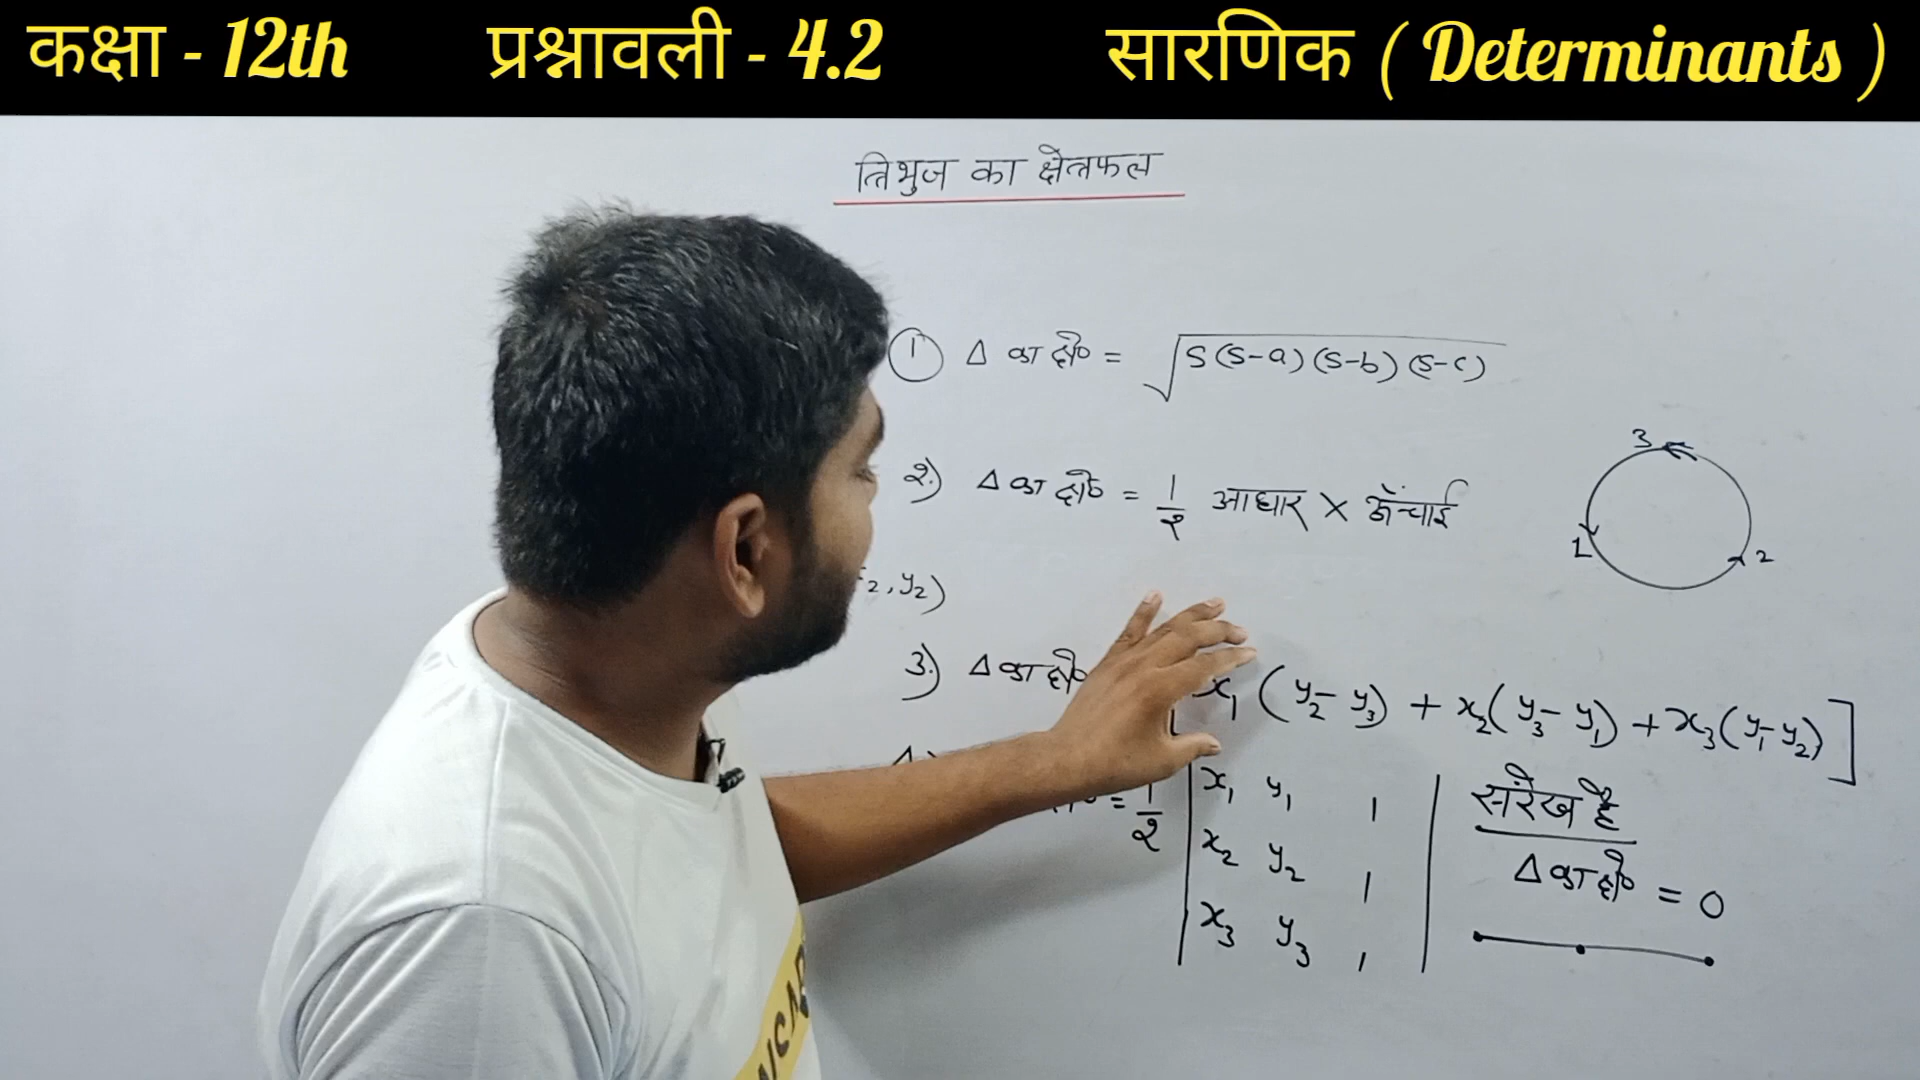 कक्षा - 12th प्रश्नावली - 4.2 सारणिक ( Determinants )
त्रिभुज का क्षेत्रफल
1 Δ का क्षे० = √s(s-a)(s-b)(s-c)
2.) Δ का क्षे० = 1/2 आधार × ऊँचाई
3
1 2
2, y2)
3.) Δ का क्षे० x1(y2-y3) + x2(y3-y1) + x3(y1-y2)]
= 1/2 | x1 y1 1 |
x2 y2 1
x3 y3 1
संरेख है
Δ का क्षे० = 0